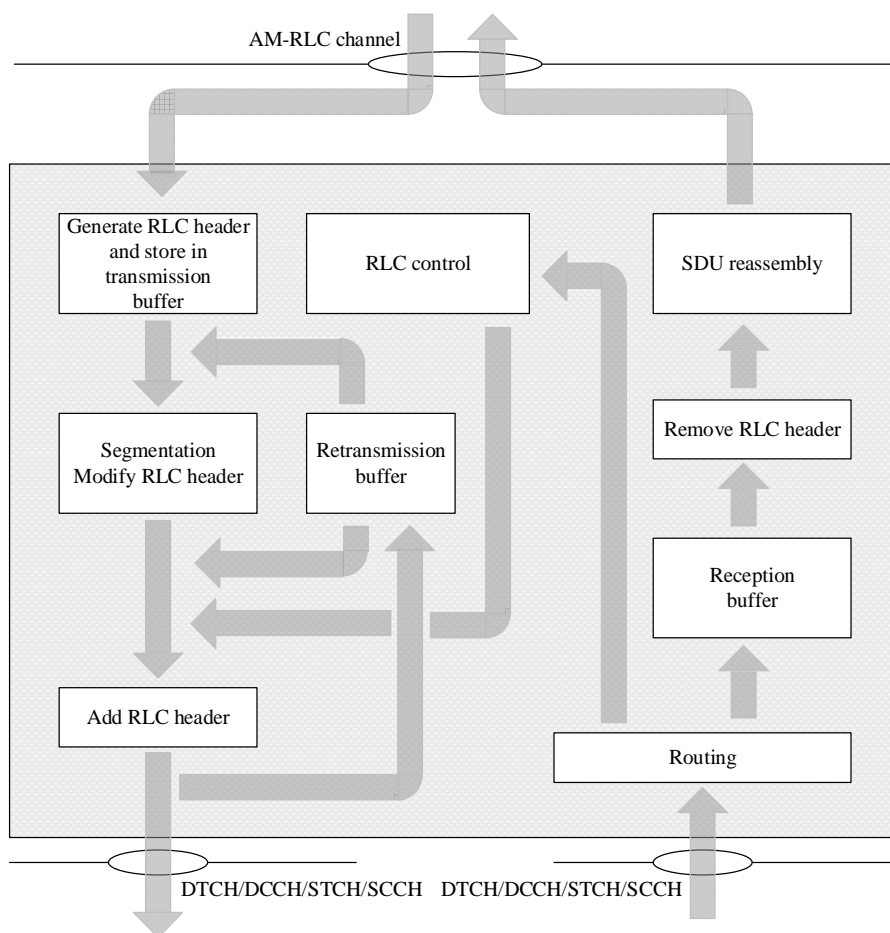 AM-RLC channel
Generate RLC header
and store in
transmission
buffer
RLC control
SDU reassembly
Segmentation
Modify RLC header
Retransmission
buffer
Remove RLC header
Reception
buffer
Add RLC header
Routing
DTCH/DCCH/STCH/SCCH
DTCH/DCCH/STCH/SCCH